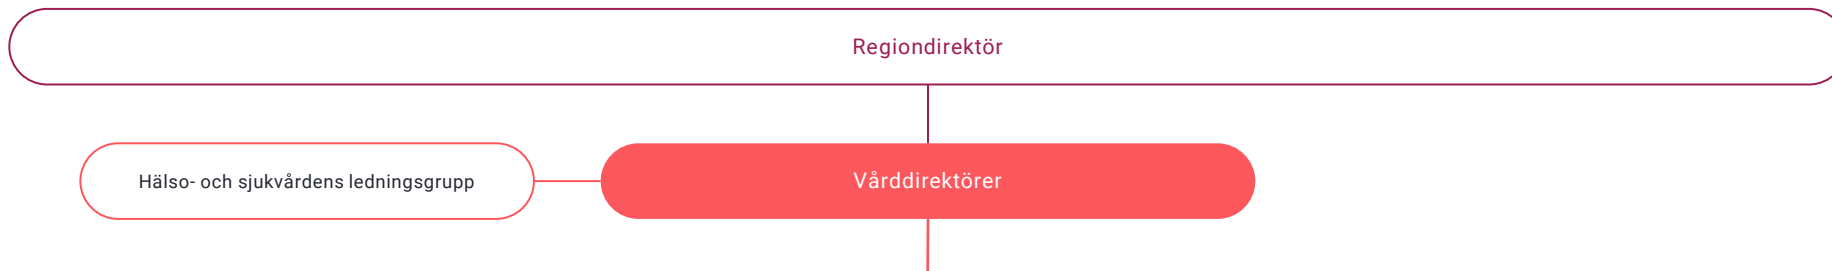 Regiondirektör
Hälso- och sjukvårdens ledningsgrupp
Vårddirektörer